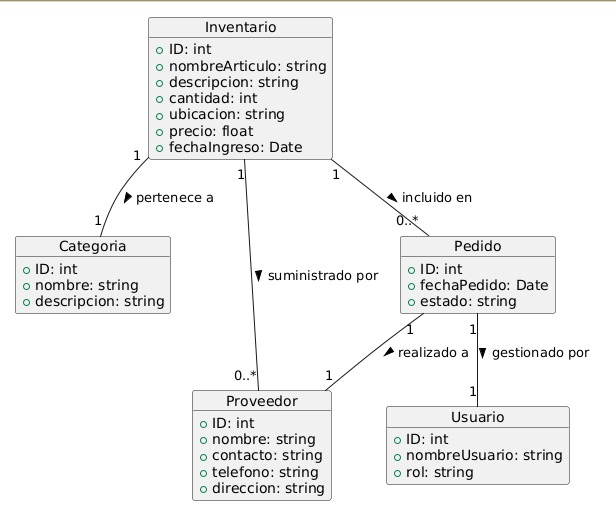 Inventario
ID: int
nombreArticulo: string
descripcion: string
cantidad: int
ubicacion: string
precio: float
fechaIngreso: Date
1
1
1
pertenece a
incluido en
1
0..*
Categoria
ID: int
nombre: string
descripcion: string
suministrado por
Pedido
ID: int
fechaPedido: Date
estado: string
1
1
realizado a
gestionado por
0..*
1
1
Proveedor
ID: int
nombre: string
contacto: string
telefono: string
direccion: string
Usuario
ID: int
nombreUsuario: string
rol: string